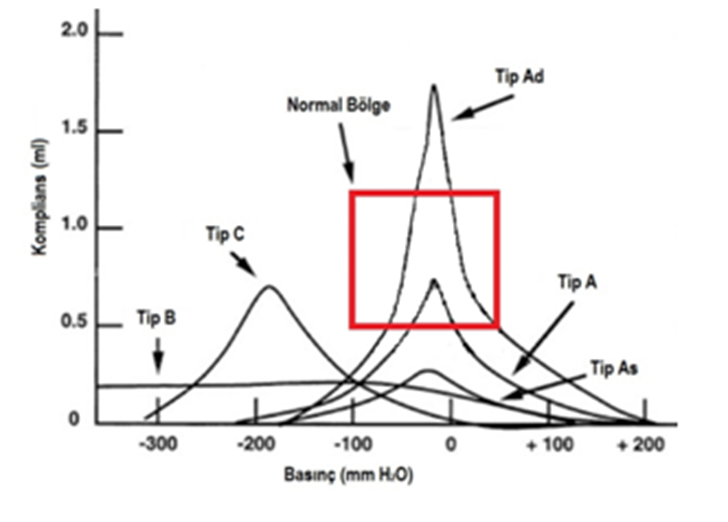 2.0
Tip Ad
Normal Bölge
1.5
Komplians (ml)
1.0
Tip C
Tip A
Tip B
0.5
Tip As
0
-300
-200
-100
0
+ 100
+ 200
Basınç (mm H₂O)